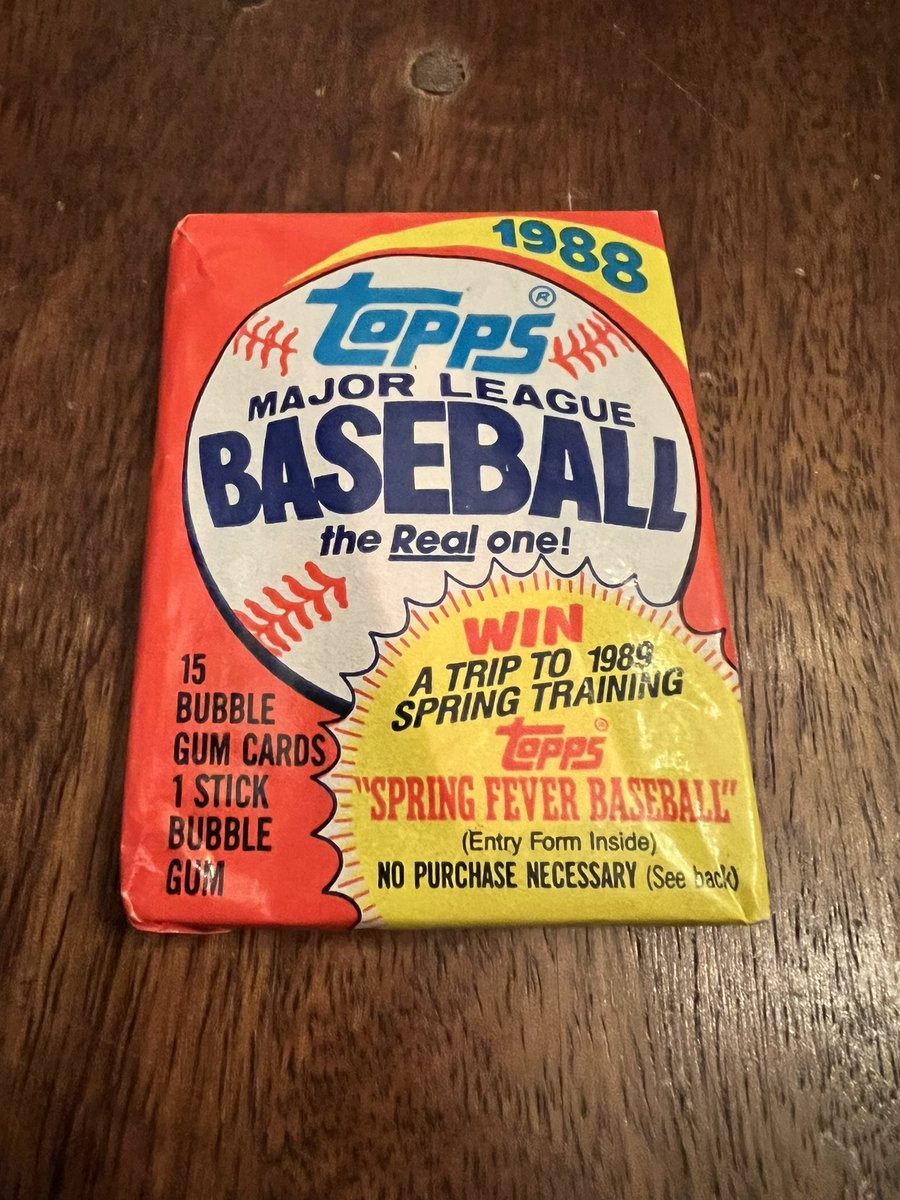 1988
Topps®
MAJOR LEAGUE
BASEBALL
the Real one!
15
BUBBLE
GUM CARDS
1 STICK
BUBBLE
GUM
WIN
A TRIP TO 1989
SPRING TRAINING
Topps®
"SPRING FEVER BASEBALL"
(Entry Form Inside)
NO PURCHASE NECESSARY (See back)